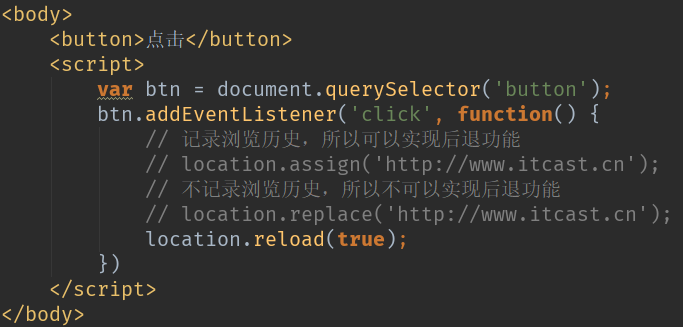 <body>
    <button>点击</button>
    <script>
        var btn = document.querySelector('button');
        btn.addEventListener('click', function() {
            // 记录浏览历史，所以可以实现后退功能
            // location.assign('http://www.itcast.cn');
            // 不记录浏览历史，所以不可以实现后退功能
            // location.replace('http://www.itcast.cn');
            location.reload(true);
        })
    </script>
</body>